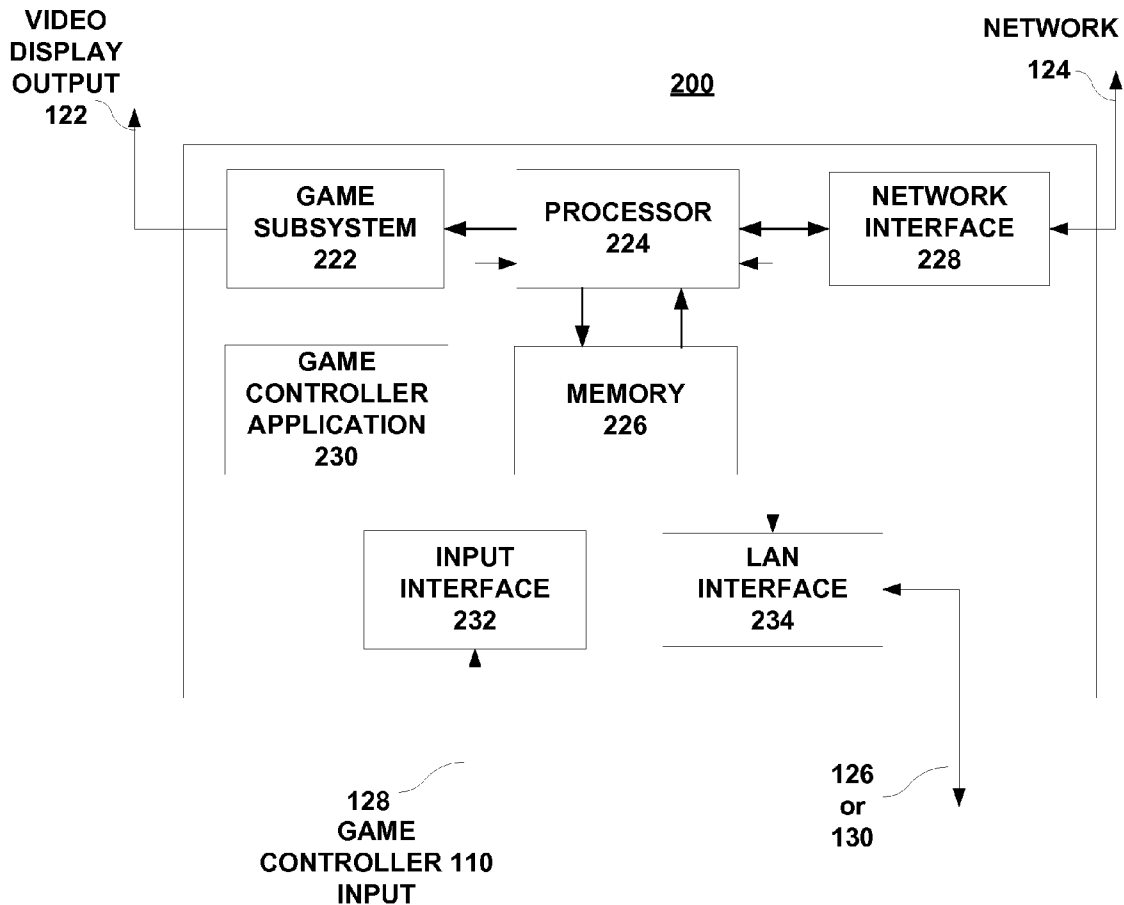 VIDEO
DISPLAY
OUTPUT
122
NETWORK
124
200
GAME
SUBSYSTEM
222
PROCESSOR
224
NETWORK
INTERFACE
228
GAME
CONTROLLER
APPLICATION
230
MEMORY
226
INPUT
INTERFACE
232
LAN
INTERFACE
234
128
GAME
CONTROLLER 110
INPUT
126
or
130